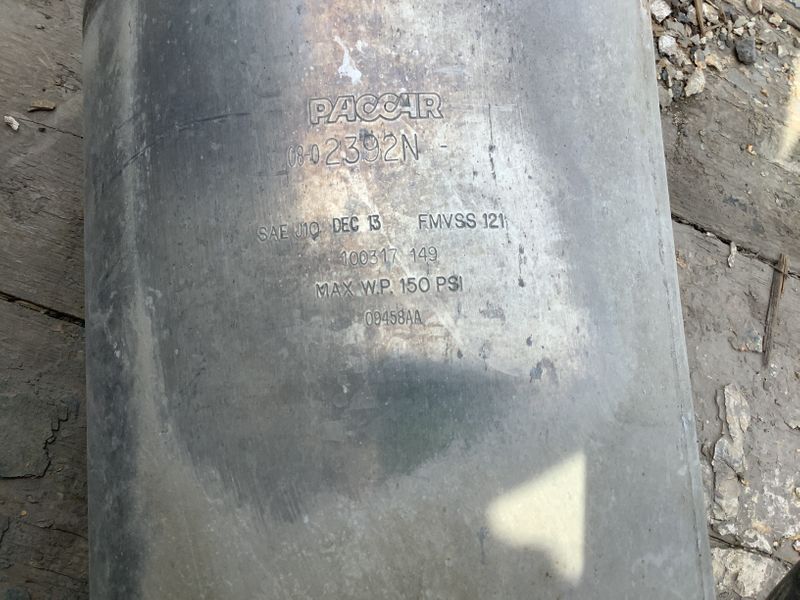 PACCAR
08-02392N -
SAE J10 DEC 13 FMVSS 121
100317 149
MAX W.P. 150 PSI
09458AA